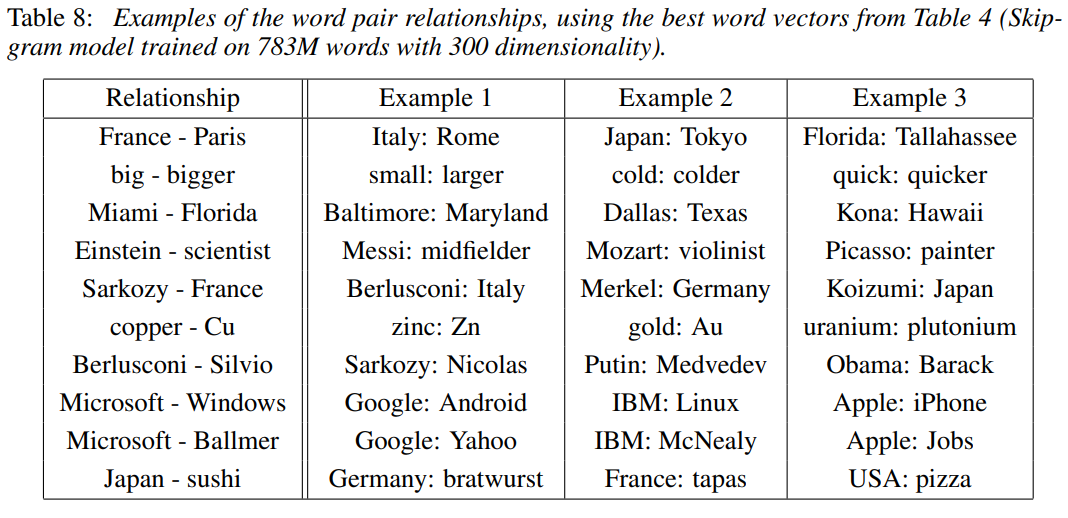 Table 8: Examples of the word pair relationships, using the best word vectors from Table 4 (Skip-
gram model trained on 783M words with 300 dimensionality).
Relationship Example 1 Example 2 Example 3
France - Paris Italy: Rome Japan: Tokyo Florida: Tallahassee
big - bigger small: larger cold: colder quick: quicker
Miami - Florida Baltimore: Maryland Dallas: Texas Kona: Hawaii
Einstein - scientist Messi: midfielder Mozart: violinist Picasso: painter
Sarkozy - France Berlusconi: Italy Merkel: Germany Koizumi: Japan
copper - Cu zinc: Zn gold: Au uranium: plutonium
Berlusconi - Silvio Sarkozy: Nicolas Putin: Medvedev Obama: Barack
Microsoft - Windows Google: Android IBM: Linux Apple: iPhone
Microsoft - Ballmer Google: Yahoo IBM: McNealy Apple: Jobs
Japan - sushi Germany: bratwurst France: tapas USA: pizza